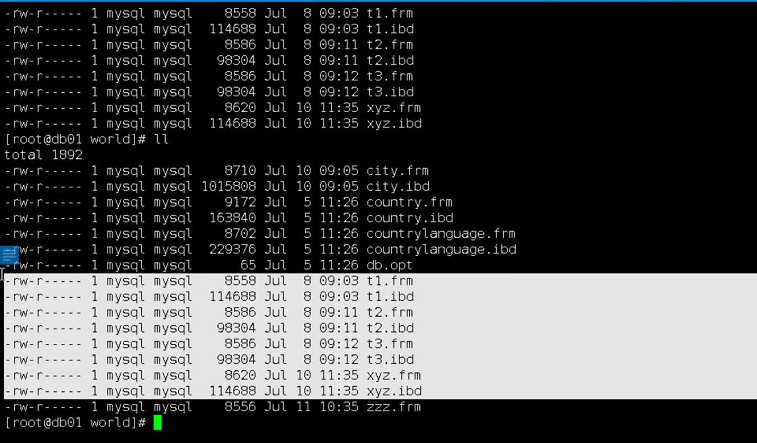 -rw-r----- 1 mysql mysql    8558 Jul  8 09:03 t1.frm
-rw-r----- 1 mysql mysql  114688 Jul  8 09:03 t1.ibd
-rw-r----- 1 mysql mysql    8586 Jul  8 09:11 t2.frm
-rw-r----- 1 mysql mysql   98304 Jul  8 09:11 t2.ibd
-rw-r----- 1 mysql mysql    8586 Jul  8 09:12 t3.frm
-rw-r----- 1 mysql mysql   98304 Jul  8 09:12 t3.ibd
-rw-r----- 1 mysql mysql    8620 Jul 10 11:35 xyz.frm
-rw-r----- 1 mysql mysql  114688 Jul 10 11:35 xyz.ibd
[root@db01 world]# ll
total 1892
-rw-r----- 1 mysql mysql    8710 Jul 10 09:05 city.frm
-rw-r----- 1 mysql mysql 1015808 Jul 10 09:05 city.ibd
-rw-r----- 1 mysql mysql    9172 Jul  5 11:26 country.frm
-rw-r----- 1 mysql mysql  163840 Jul  5 11:26 country.ibd
-rw-r----- 1 mysql mysql    8702 Jul  5 11:26 countrylanguage.frm
-rw-r----- 1 mysql mysql  229376 Jul  5 11:26 countrylanguage.ibd
-rw-r----- 1 mysql mysql      65 Jul  5 11:26 db.opt
-rw-r----- 1 mysql mysql    8558 Jul  8 09:03 t1.frm
-rw-r----- 1 mysql mysql  114688 Jul  8 09:03 t1.ibd
-rw-r----- 1 mysql mysql    8586 Jul  8 09:11 t2.frm
-rw-r----- 1 mysql mysql   98304 Jul  8 09:11 t2.ibd
-rw-r----- 1 mysql mysql    8586 Jul  8 09:12 t3.frm
-rw-r----- 1 mysql mysql   98304 Jul  8 09:12 t3.ibd
-rw-r----- 1 mysql mysql    8620 Jul 10 11:35 xyz.frm
-rw-r----- 1 mysql mysql  114688 Jul 10 11:35 xyz.ibd
-rw-r----- 1 mysql mysql    8556 Jul 11 10:35 zzz.frm
[root@db01 world]#